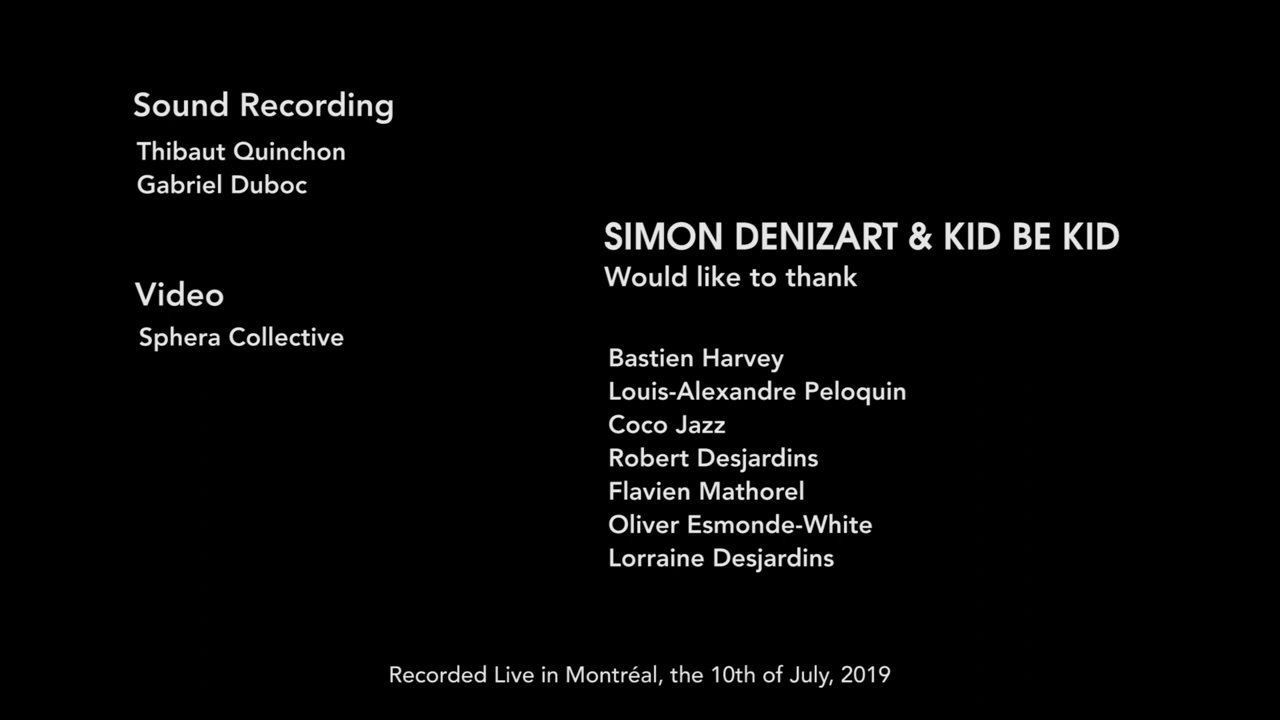 Sound Recording
Thibaut Quinchon
Gabriel Duboc
Video
Sphera Collective
SIMON DENIZART & KID BE KID
Would like to thank
Bastien Harvey
Louis-Alexandre Peloquin
Coco Jazz
Robert Desjardins
Flavien Mathorel
Oliver Esmonde-White
Lorraine Desjardins
Recorded Live in Montréal, the 10th of July, 2019